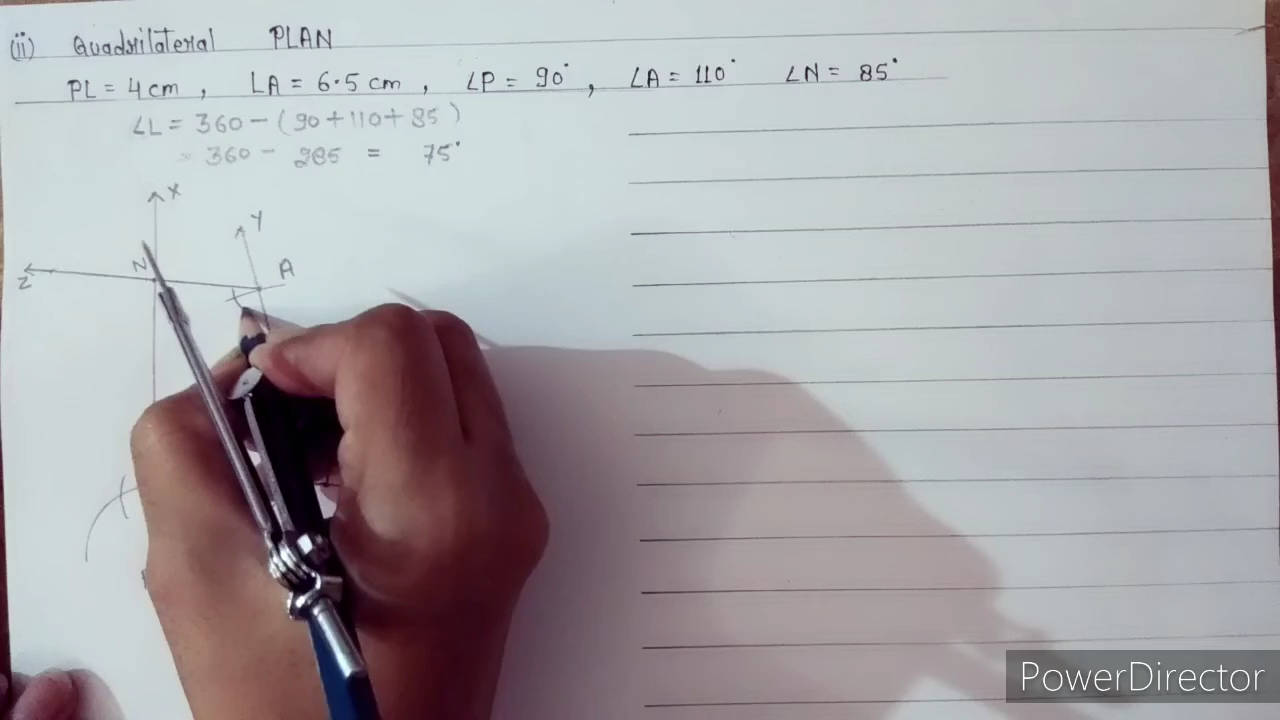 (ii) Quadrilateral PLAN
PL = 4 cm, LA = 6.5 cm, ∠P = 90°, ∠A = 110° ∠N = 85°
∠L = 360 - (90 + 110 + 85)
360 - 285 = 75°
X
Y
N
A
Z
PowerDirector